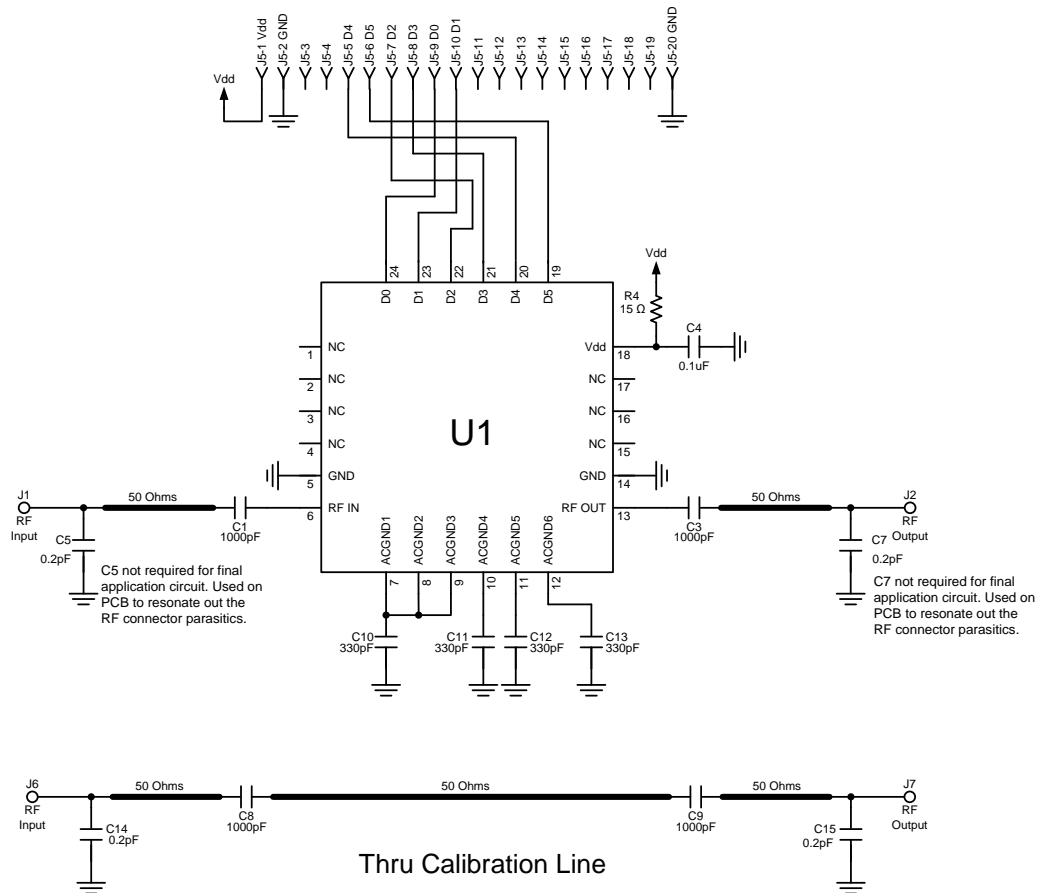 J5-1 Vdd
J5-2 GND
J5-3
J5-4
J5-5 D4
J5-6 D5
J5-7 D2
J5-8 D3
J5-9 D0
J5-10 D1
J5-11
J5-12
J5-13
J5-14
J5-15
J5-16
J5-17
J5-18
J5-19
J5-20 GND
Vdd
24
23
22
21
20
19
D0
D1
D2
D3
D4
D5
Vdd
R4
15 Ω
C4
0.1uF
NC
1
NC
2
NC
3
NC
4
GND
5
RF IN
6
U1
Vdd
18
NC
17
NC
16
NC
15
GND
14
RF OUT
13
J1
RF
Input
50 Ohms
C1
1000pF
C5
0.2pF
C5 not required for final
application circuit. Used on
PCB to resonate out the
RF connector parasitics.
ACGND1
ACGND2
ACGND3
ACGND4
ACGND5
ACGND6
7
8
9
10
11
12
C3
1000pF
50 Ohms
J2
RF
Output
C7
0.2pF
C7 not required for final
application circuit. Used on
PCB to resonate out the
RF connector parasitics.
C10
330pF
C11
330pF
C12
330pF
C13
330pF
J6
RF
Input
50 Ohms
C14
0.2pF
C8
1000pF
50 Ohms
C9
1000pF
50 Ohms
C15
0.2pF
J7
RF
Output
Thru Calibration Line